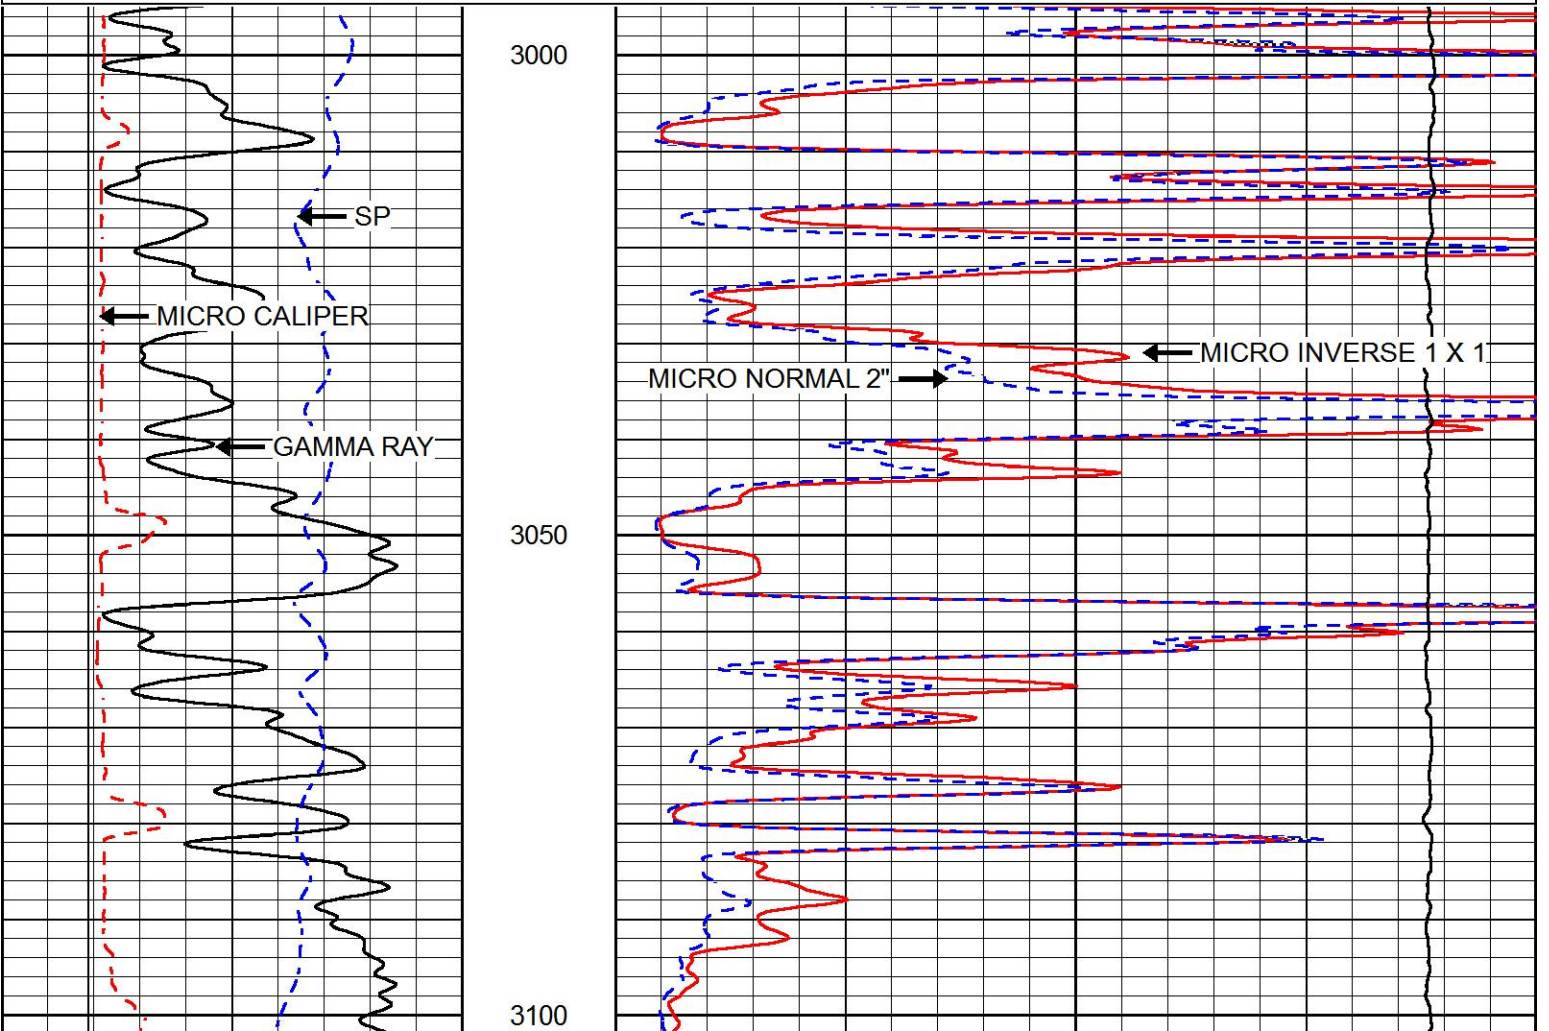 3000
SP
MICRO CALIPER
MICRO INVERSE 1 X 1
MICRO NORMAL 2"
GAMMA RAY
3050
3100